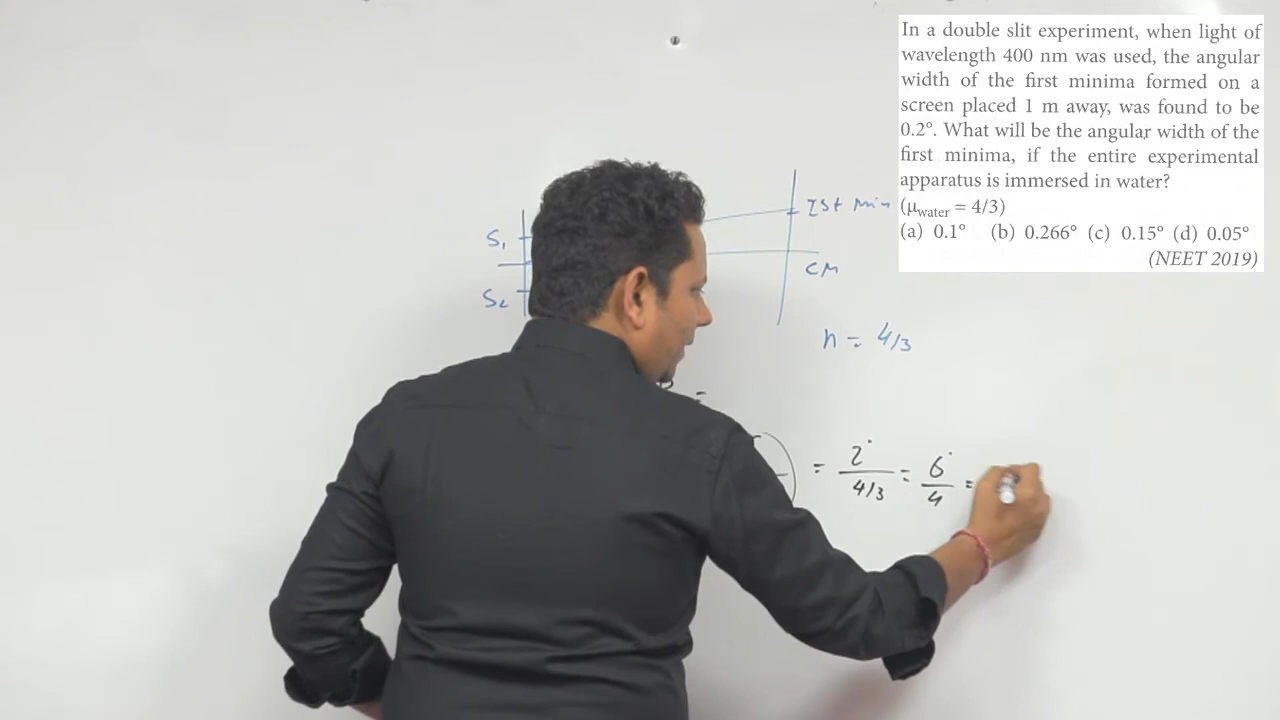 In a double slit experiment, when light of
wavelength 400 nm was used, the angular
width of the first minima formed on a
screen placed 1 m away, was found to be
0.2°. What will be the angular width of the
first minima, if the entire experimental
apparatus is immersed in water?
(μwater = 4/3)
(a) 0.1° (b) 0.266° (c) 0.15° (d) 0.05°
(NEET 2019)
S₁
Ist Min
CM
S₂
n = 4/3
=
= 2°/4/3 = 6°/4 =